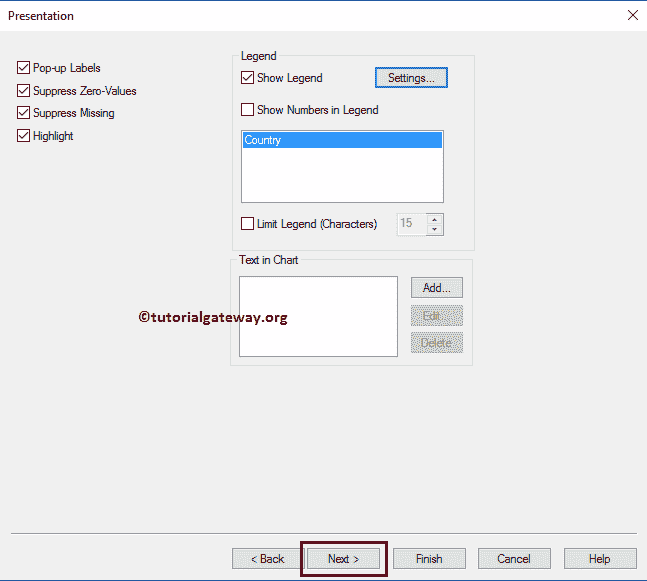 Presentation
Pop-up Labels
Suppress Zero-Values
Suppress Missing
Highlight
Legend
Show Legend
Settings...
Show Numbers in Legend
Country
Limit Legend (Characters)
15
Text in Chart
Add...
Edit...
Delete
©tutorialgateway.org
< Back
Next >
Finish
Cancel
Help